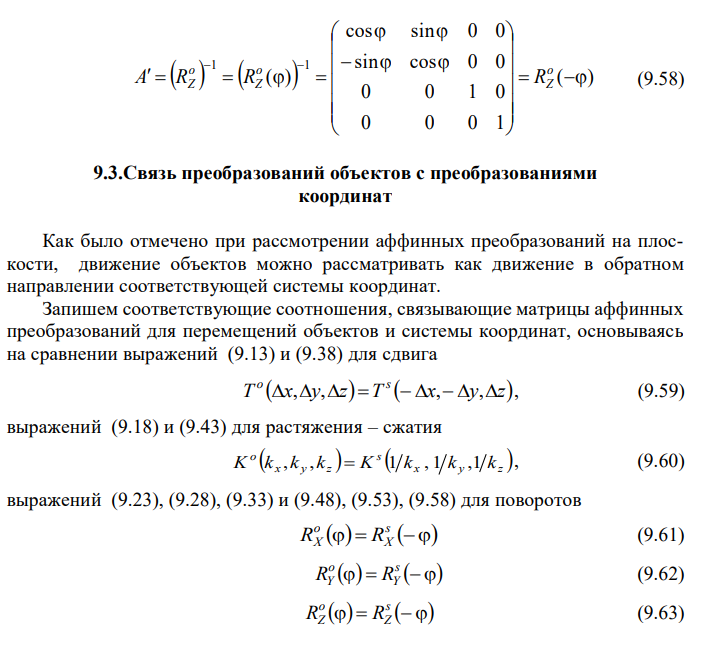 A′ = (R_Z^o)^{−1} = (R_Z^o(φ))^{−1} = \begin{pmatrix} cosφ & sinφ & 0 & 0 \\ −sinφ & cosφ & 0 & 0 \\ 0 & 0 & 1 & 0 \\ 0 & 0 & 0 & 1 \end{pmatrix} = R_Z^o(−φ) (9.58)
9.3.Связь преобразований объектов с преобразованиями
координат
Как было отмечено при рассмотрении аффинных преобразований на плос-
кости, движение объектов можно рассматривать как движение в обратном
направлении соответствующей системы координат.
Запишем соответствующие соотношения, связывающие матрицы аффинных
преобразований для перемещений объектов и системы координат, основываясь
на сравнении выражений (9.13) и (9.38) для сдвига
T^o(Δx,Δy,Δz)=T^s(−Δx,−Δy,Δz), (9.59)
выражений (9.18) и (9.43) для растяжения – сжатия
K^o(k_x,k_y,k_z)= K^s(1/k_x,1/k_y,1/k_z), (9.60)
выражений (9.23), (9.28), (9.33) и (9.48), (9.53), (9.58) для поворотов
R_X^o(φ)= R_X^s(−φ) (9.61)
R_Y^o(φ)= R_Y^s(−φ) (9.62)
R_Z^o(φ)= R_Z^s(−φ) (9.63)